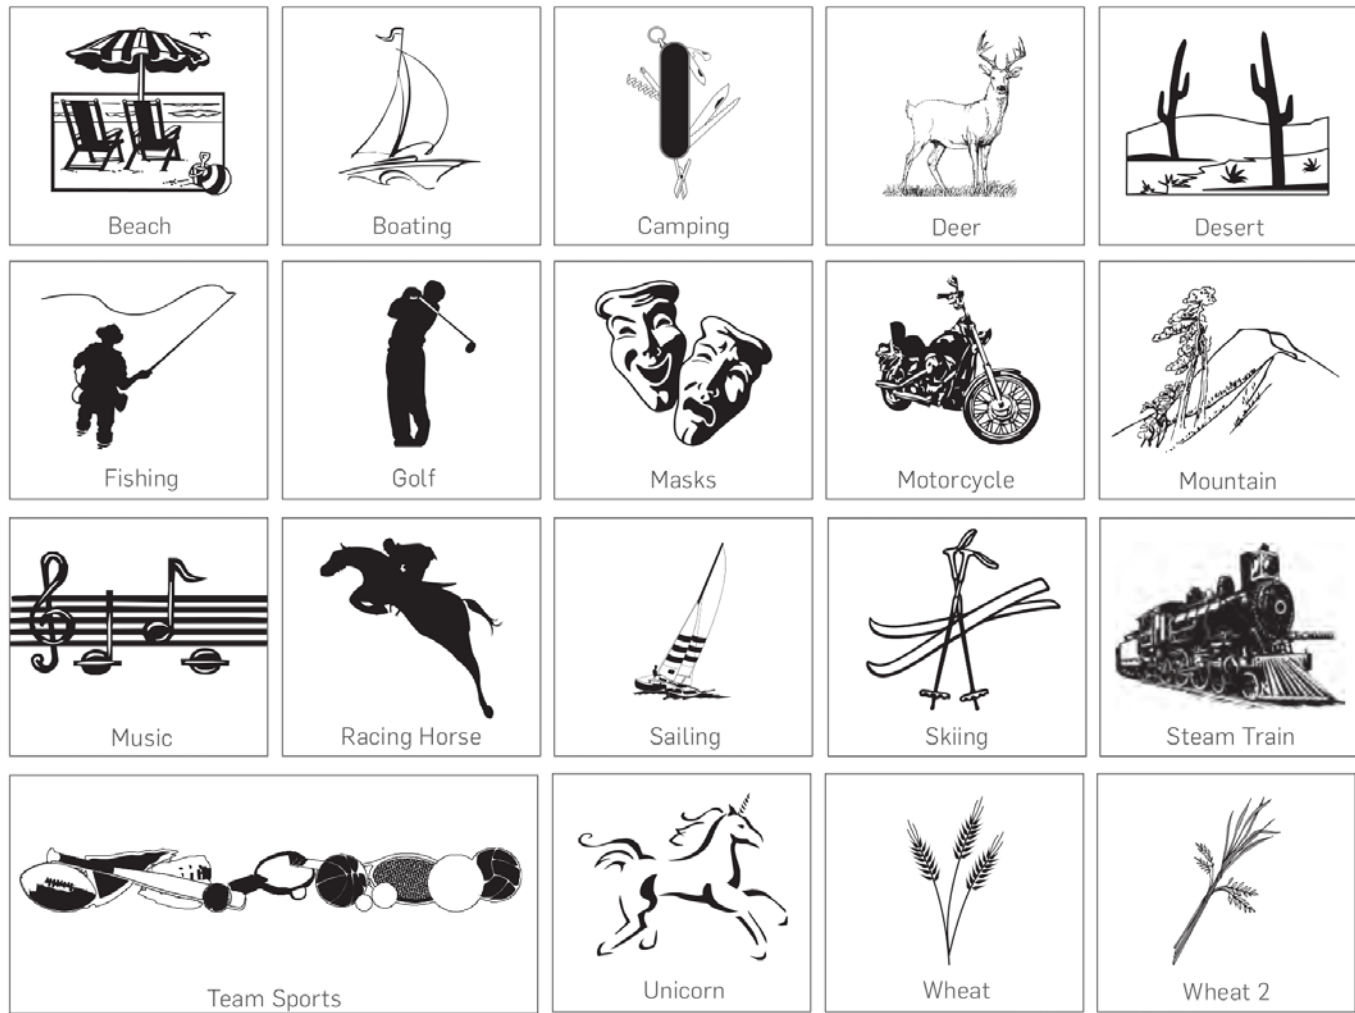 Beach
Boating
Camping
Deer
Desert
Fishing
Golf
Masks
Motorcycle
Mountain
Music
Racing Horse
Sailing
Skiing
Steam Train
Team Sports
Unicorn
Wheat
Wheat 2